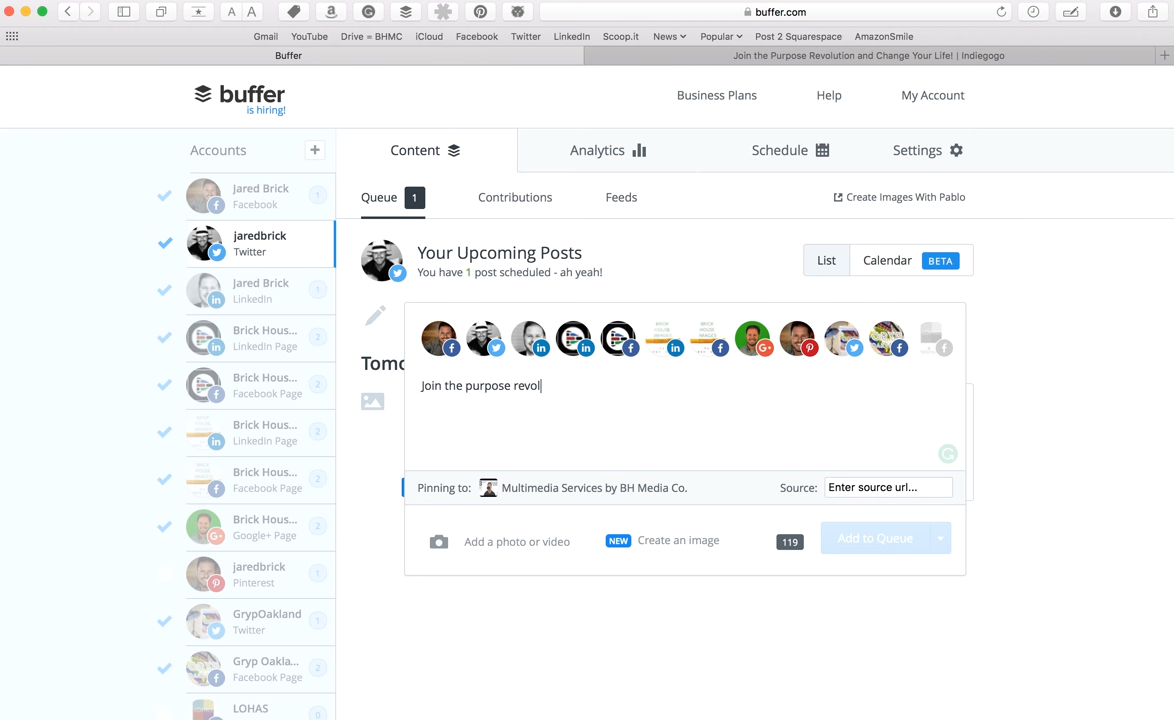 A A
buffer.com
Gmail YouTube Drive = BHMC iCloud Facebook Twitter LinkedIn Scoop.it News Popular Post 2 Squarespace AmazonSmile
Buffer
Join the Purpose Revolution and Change Your Life! | Indiegogo
buffer
is hiring!
Business Plans Help My Account
Accounts
Content Analytics Schedule Settings
Jared Brick
Facebook
1
jaredbrick
Twitter
Jared Brick
LinkedIn
1
Brick Hous...
LinkedIn Page
2
Brick Hous...
Facebook Page
2
Brick Hous...
LinkedIn Page
2
Brick Hous...
Facebook Page
2
Brick Hous...
Google+ Page
2
jaredbrick
Pinterest
1
GrypOakland
Twitter
1
Gryp Oakla...
Facebook Page
2
LOHAS
0
Queue 1 Contributions Feeds
Create Images With Pablo
Your Upcoming Posts
You have 1 post scheduled - ah yeah!
List Calendar BETA
Tomo
Join the purpose revol
Pinning to: Multimedia Services by BH Media Co. Source: Enter source url...
Add a photo or video NEW Create an image 119 Add to Queue